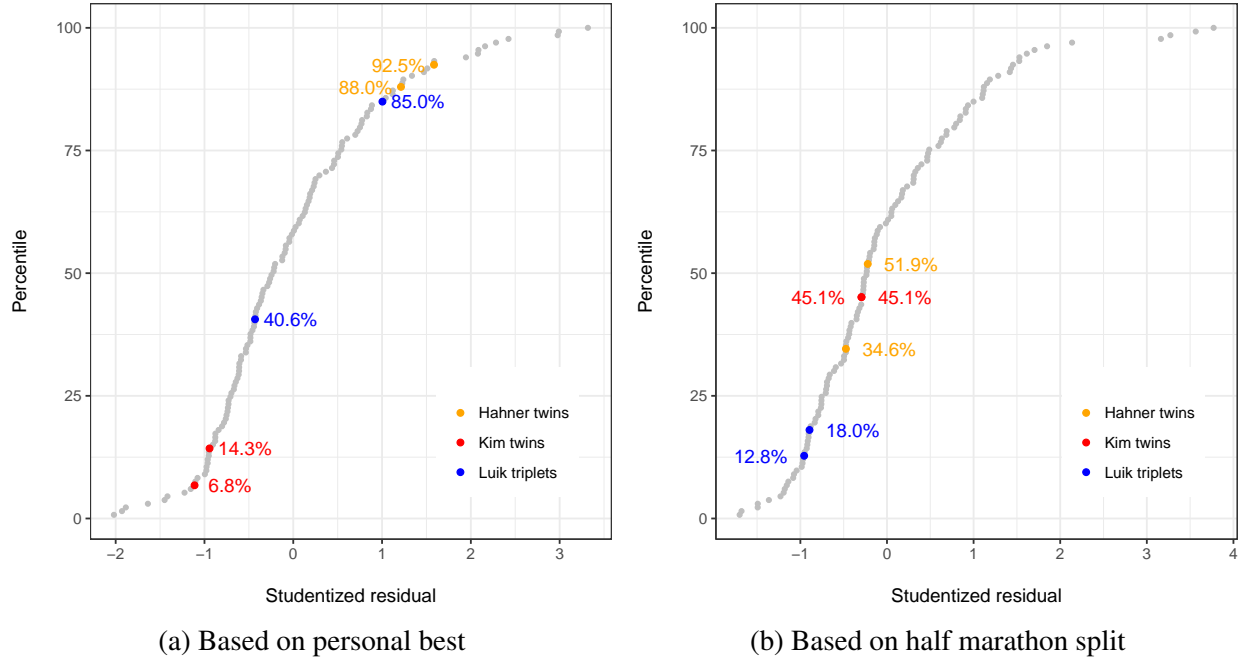 100
75
50
25
0
Percentile
92.5%
88.0%
85.0%
40.6%
14.3%
6.8%
Hahner twins
Kim twins
Luik triplets
−2 −1 0 1 2 3
Studentized residual
(a) Based on personal best
100
75
50
25
0
Percentile
51.9%
45.1% 45.1%
34.6%
18.0%
12.8%
Hahner twins
Kim twins
Luik triplets
−1 0 1 2 3 4
Studentized residual
(b) Based on half marathon split